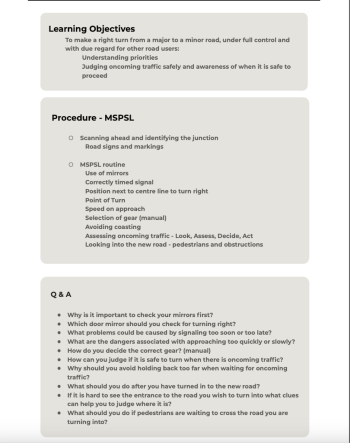 Learning Objectives
To make a right turn from a major to a minor road, under full control and
with due regard for other road users:
Understanding priorities
Judging oncoming traffic safely and awareness of when it is safe to
proceed
Procedure - MSPSL
Scanning ahead and identifying the junction
Road signs and markings
MSPSL routine
Use of mirrors
Correctly timed signal
Position next to centre line to turn right
Point of Turn
Speed on approach
Selection of gear (manual)
Avoiding coasting
Assessing oncoming traffic - Look, Assess, Decide, Act
Looking into the new road - pedestrians and obstructions
Q & A
Why is it important to check your mirrors first?
Which door mirror should you check for turning right?
What problems could be caused by signaling too soon or too late?
What are the dangers associated with approaching too quickly or slowly?
How do you decide the correct gear? (manual)
How can you judge if it is safe to turn when there is oncoming traffic?
Why should you avoid holding back too far when waiting for oncoming
traffic?
What should you do after you have turned in to the new road?
If it is hard to see the entrance to the road you wish to turn into what clues
can help you to judge where it is?
What should you do if pedestrians are waiting to cross the road you are
turning into?